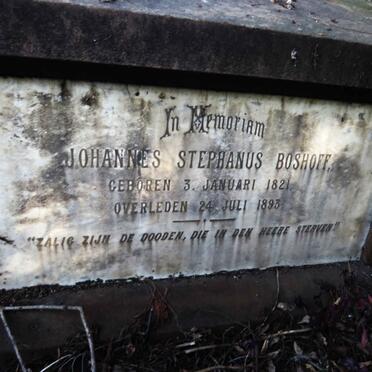 In Memoriam
JOHANNES STEPHANUS BOSHOFF,
GEBOREN 3. JANUARI 1821.
OVERLEDEN 24 JULI 1893.
"ZALIG ZIJN DE DOODEN, DIE IN DEN HEERE STERVEN."